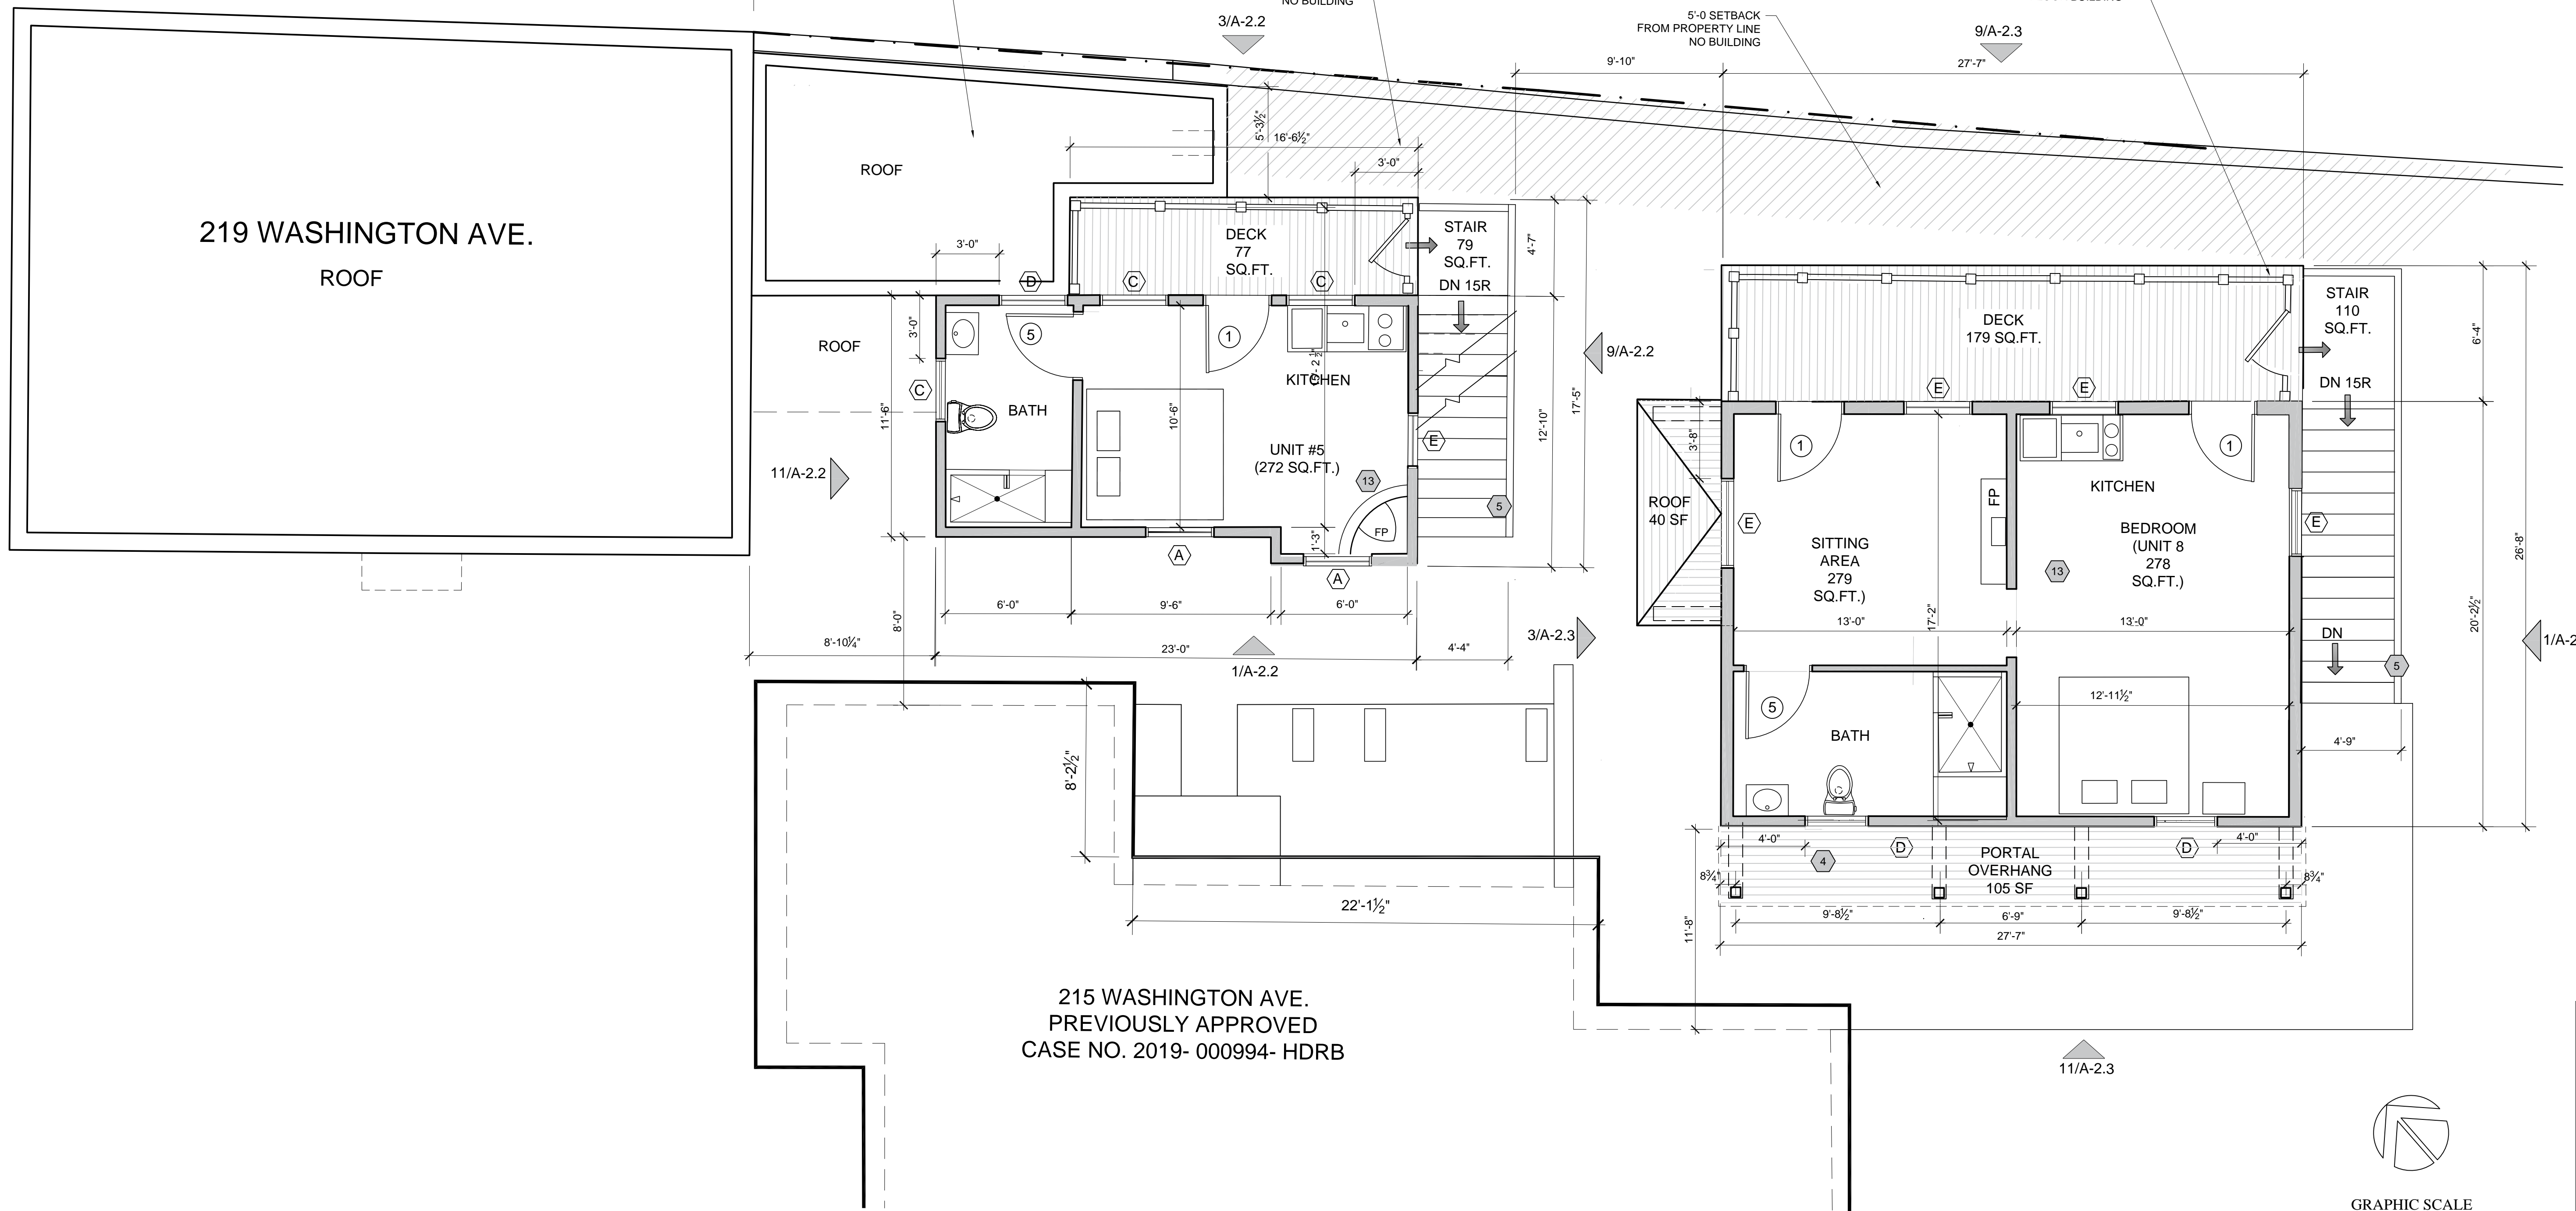 NO BUILDING
3/A-2.2
5'-0 SETBACK
FROM PROPERTY LINE
NO BUILDING
9/A-2.3
9'-10"
27'-7"
219 WASHINGTON AVE.
ROOF
ROOF
ROOF
5'-3½"
16'-6½"
3'-0"
3'-0"
3'-0"
DECK
77
SQ.FT.
STAIR
79
SQ.FT.
DN 15R
4'-7"
12'-10"
17'-5"
9/A-2.2
D
C
C
C
5
1
KITCHEN
BATH
11'-6"
10'-6"
UNIT #5
(272 SQ.FT.)
13
E
5
FP
1'-3"
A
A
11/A-2.2
6'-0"
9'-6"
6'-0"
8'-0"
8'-10¼"
23'-0"
4'-4"
1/A-2.2
3/A-2.3
DECK
179 SQ.FT.
STAIR
110
SQ.FT.
DN 15R
6'-4"
E
E
3'-8"
1
1
ROOF
40 SF
E
FP
KITCHEN
SITTING
AREA
279
SQ.FT.)
BEDROOM
(UNIT 8
278
SQ.FT.)
13
E
17'-2"
13'-0"
13'-0"
DN
5
20'-2½"
26'-8"
1/A-2
12'-11½"
5
BATH
4'-9"
4'-0"
4
D
PORTAL
OVERHANG
105 SF
D
4'-0"
8¾"
8¾"
9'-8½"
6'-9"
9'-8½"
27'-7"
11'-8"
8'-2½"
22'-1½"
215 WASHINGTON AVE.
PREVIOUSLY APPROVED
CASE NO. 2019- 000994- HDRB
11/A-2.3
GRAPHIC SCALE